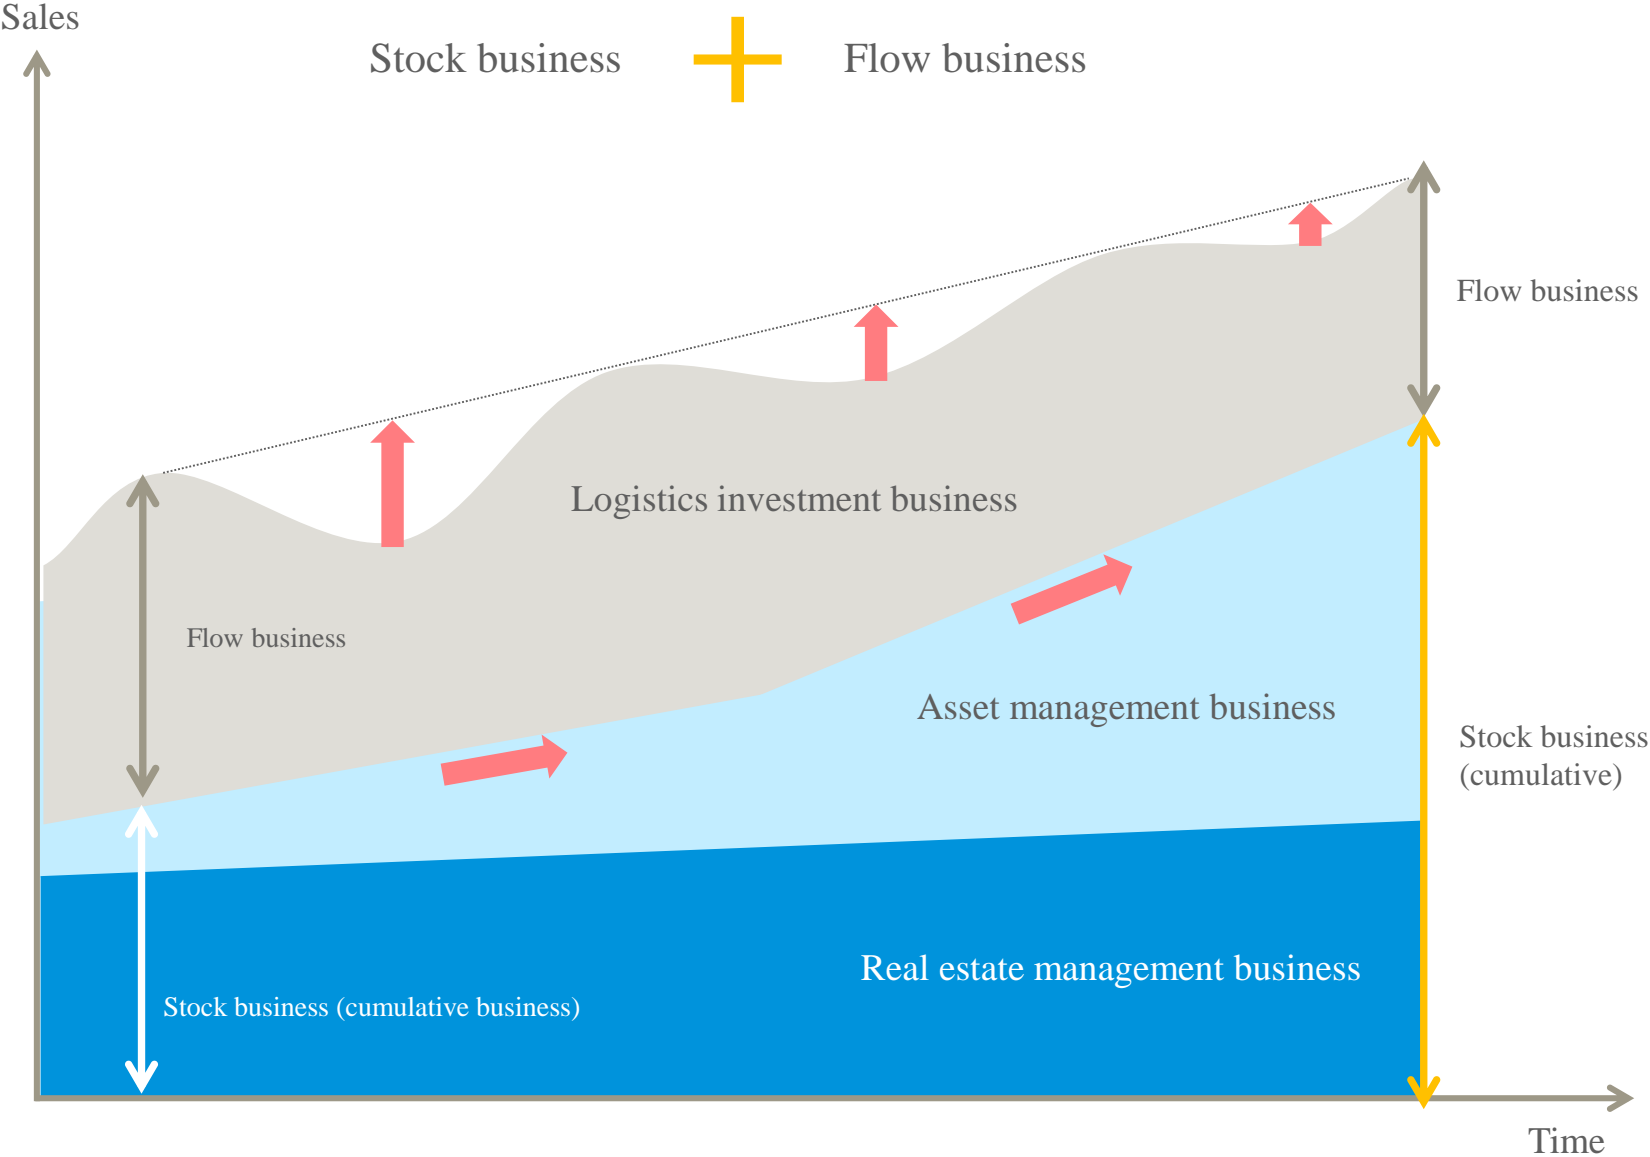 Sales
Stock business
Flow business
Flow business
Logistics investment business
Flow business
Asset management business
Stock business
(cumulative)
Real estate management business
Stock business (cumulative business)
Time